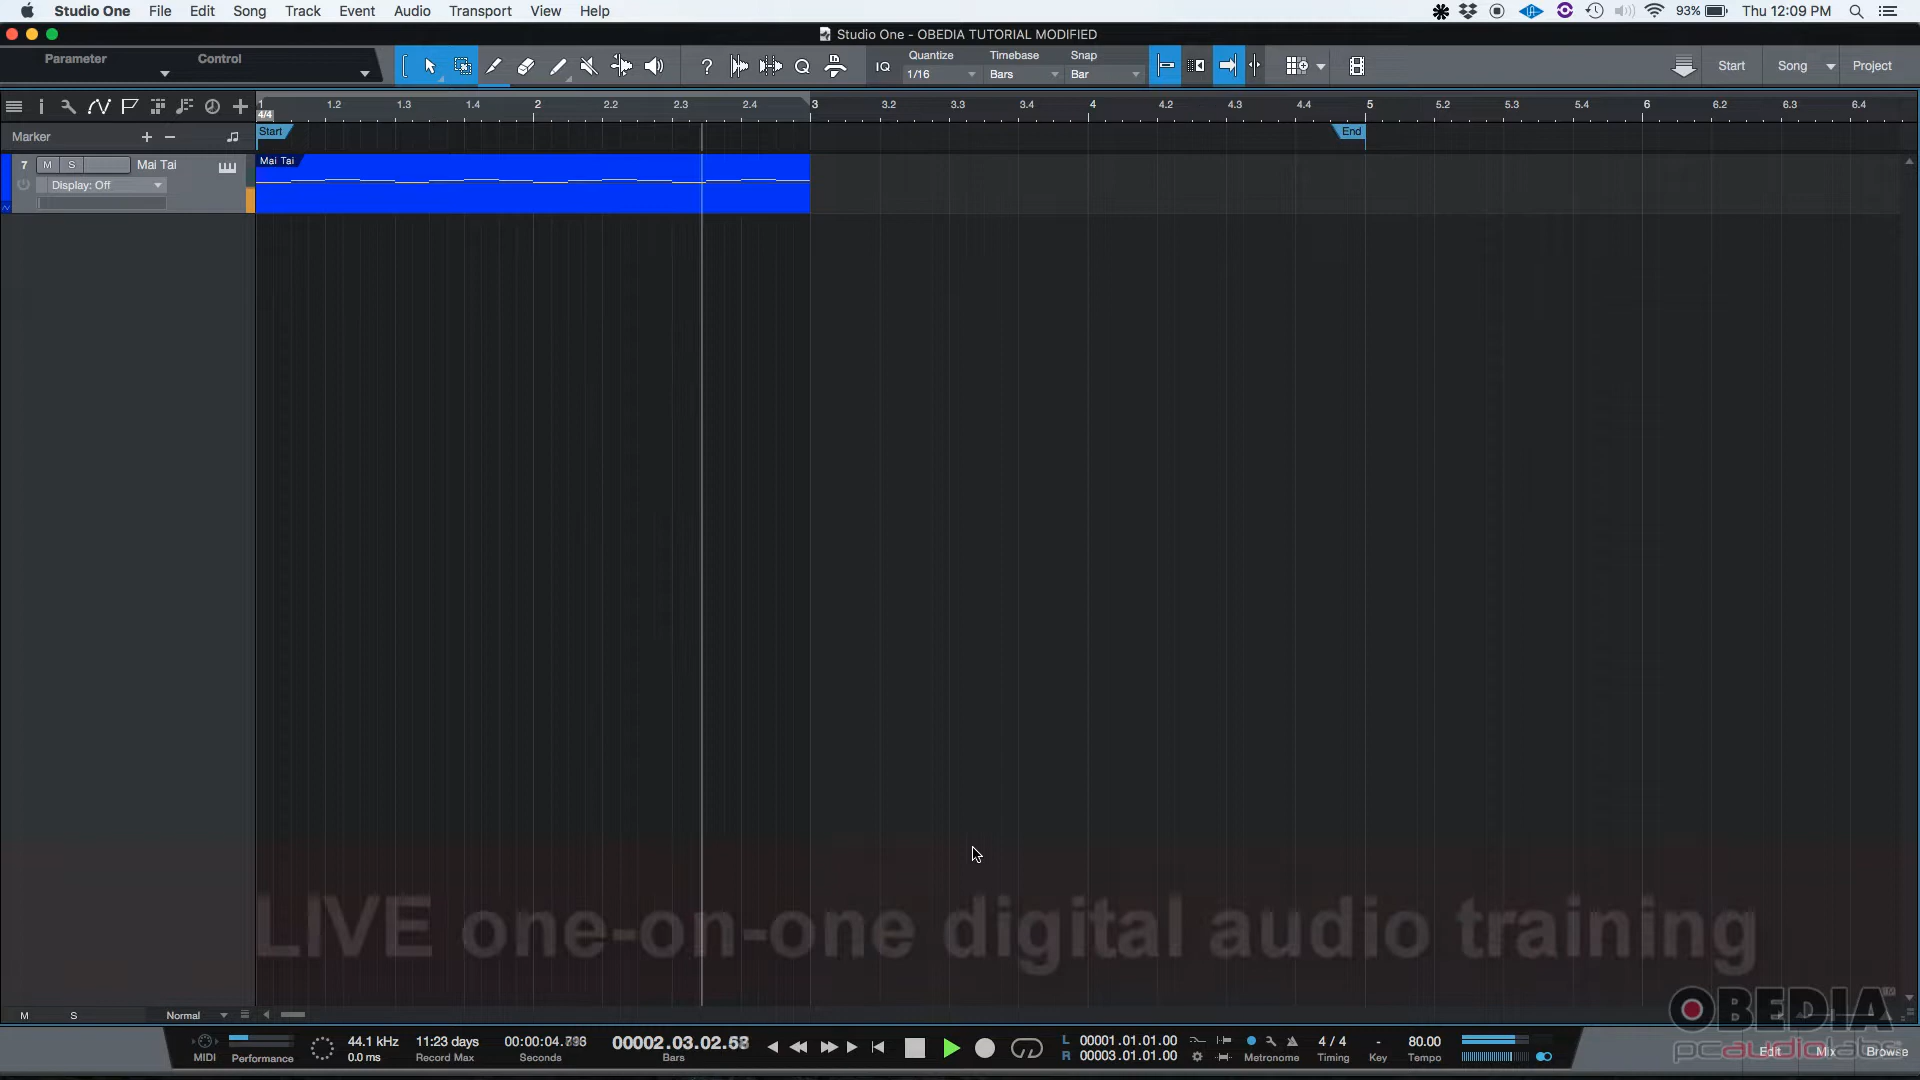 Studio One File Edit Song Track Event Audio Transport View Help 93% Thu 12:09 PM
Studio One - OBEDIA TUTORIAL MODIFIED
Parameter Control
IQ Quantize 1/16 Timebase Bars Snap Bar
Start Song Project
1 1.2 1.3 1.4 2 2.2 2.3 2.4 3 3.2 3.3 3.4 4 4.2 4.3 4.4 5 5.2 5.3 5.4 6 6.2 6.3 6.4
4/4
Marker Start End
7 M S Mai Tai
Mai Tai
Display: Off
LIVE one-on-one digital audio training
OBEDIA
pcaudiolabs
M S Normal
MIDI Performance
44.1 kHz
0.0 ms
11:23 days
Record Max
Seconds
Bars
L 00001.01.01.00
R 00003.01.01.00
Metronome
4 / 4
Timing
-
Key
80.00
Tempo
Edit Mix Browse